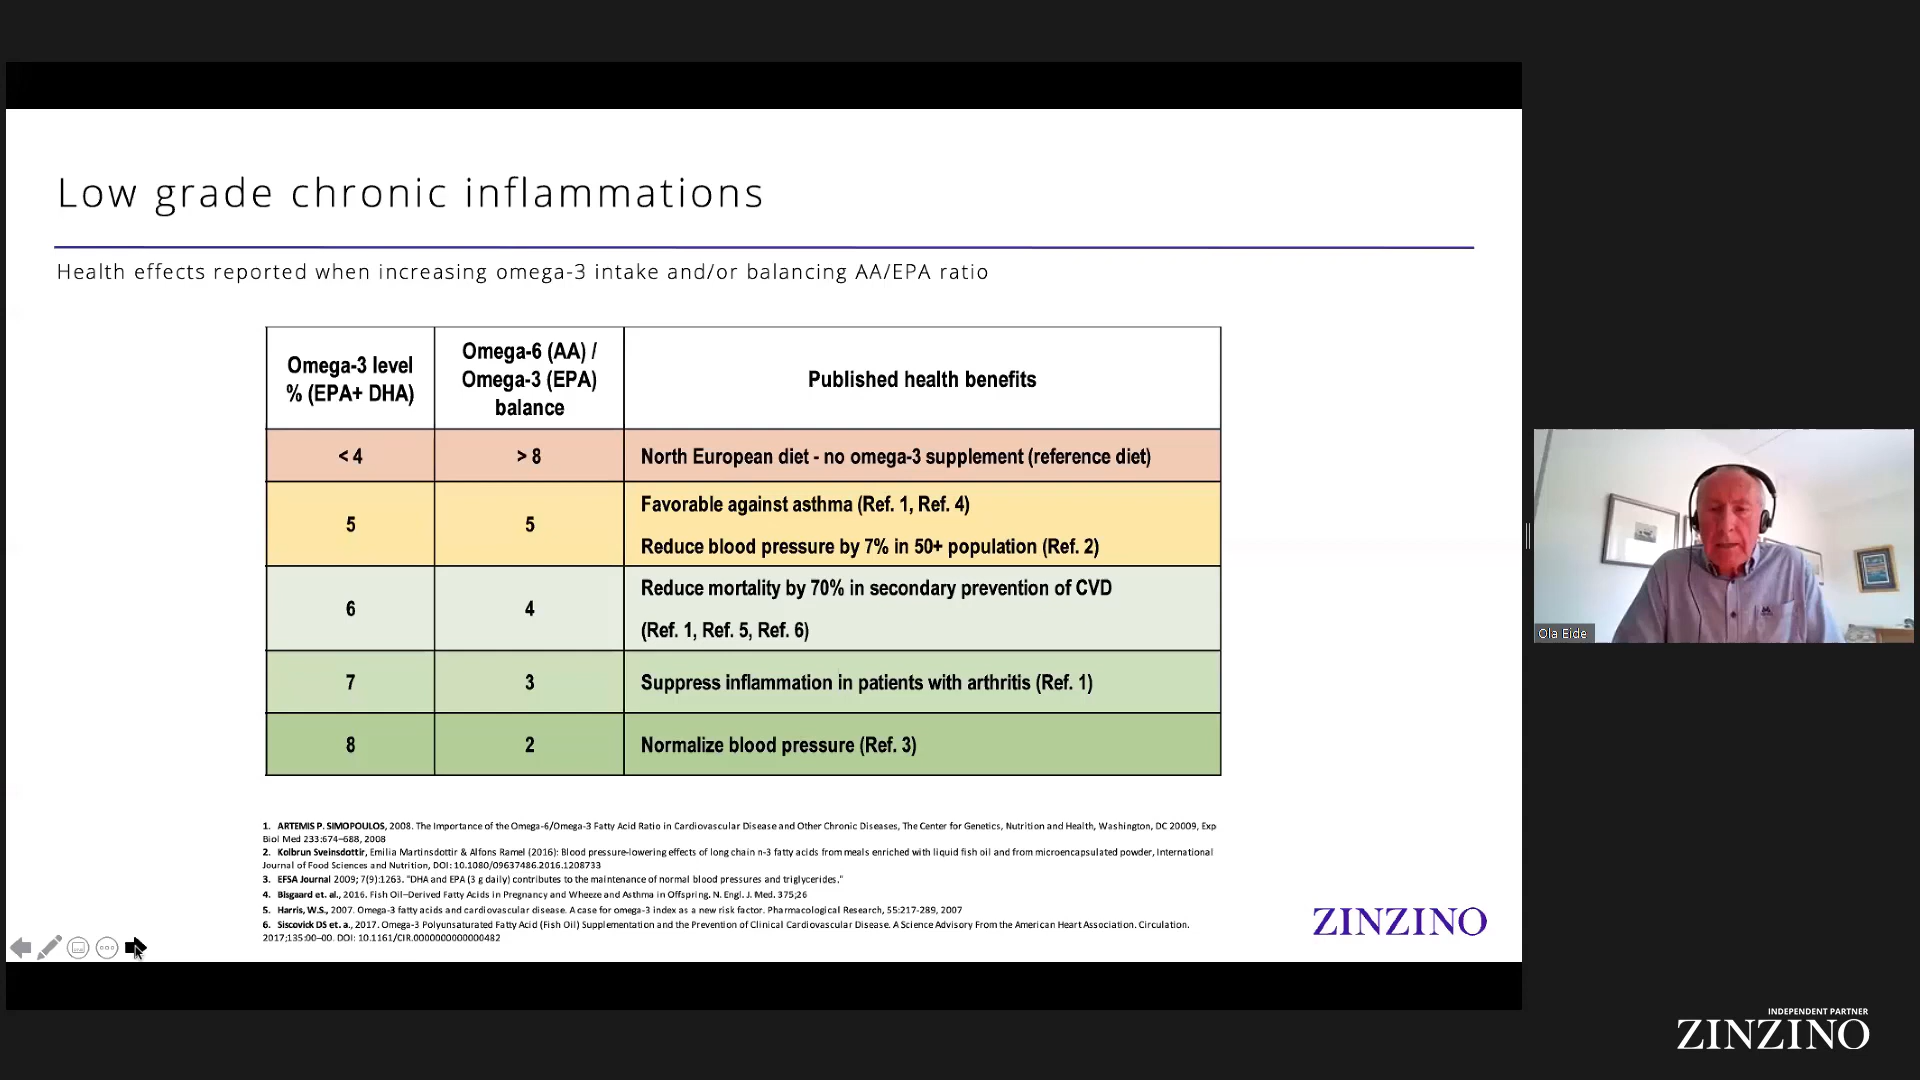 Low grade chronic inflammations
Health effects reported when increasing omega-3 intake and/or balancing AA/EPA ratio
Omega-3 level
% (EPA+ DHA)
Omega-6 (AA) /
Omega-3 (EPA)
balance
Published health benefits
< 4
> 8
North European diet - no omega-3 supplement (reference diet)
5
5
Favorable against asthma (Ref. 1, Ref. 4)
Reduce blood pressure by 7% in 50+ population (Ref. 2)
6
4
Reduce mortality by 70% in secondary prevention of CVD
(Ref. 1, Ref. 5, Ref. 6)
7
3
Suppress inflammation in patients with arthritis (Ref. 1)
8
2
Normalize blood pressure (Ref. 3)
1. ARTEMIS P. SIMOPOULOS, 2008. The Importance of the Omega-6/Omega-3 Fatty Acid Ratio in Cardiovascular Disease and Other Chronic Diseases, The Center for Genetics, Nutrition and Health, Washington, DC 20009, Exp
Biol Med 233:674–688, 2008
2. Kolbrun Sveinsdottir, Emilia Martinsdottir & Alfons Ramel (2016): Blood pressure-lowering effects of long chain n-3 fatty acids from meals enriched with liquid fish oil and from microencapsulated powder, International
Journal of Food Sciences and Nutrition, DOI: 10.1080/09637486.2016.1208733
3. EFSA Journal 2009; 7(9):1263. "DHA and EPA (3 g daily) contributes to the maintenance of normal blood pressures and triglycerides."
4. Bisgaard et. al., 2016. Fish Oil–Derived Fatty Acids in Pregnancy and Wheeze and Asthma in Offspring. N. Engl. J. Med. 375;26
5. Harris, W.S., 2007. Omega-3 fatty acids and cardiovascular disease. A case for omega-3 index as a new risk factor. Pharmacological Research, 55:217-289, 2007
6. Siscovick DS et. a., 2017. Omega-3 Polyunsaturated Fatty Acid (Fish Oil) Supplementation and the Prevention of Clinical Cardiovascular Disease. A Science Advisory From the American Heart Association. Circulation.
2017;135:00–00. DOI: 10.1161/CIR.0000000000000482
ZINZINO
Ola Eide
INDEPENDENT PARTNER
ZINZINO